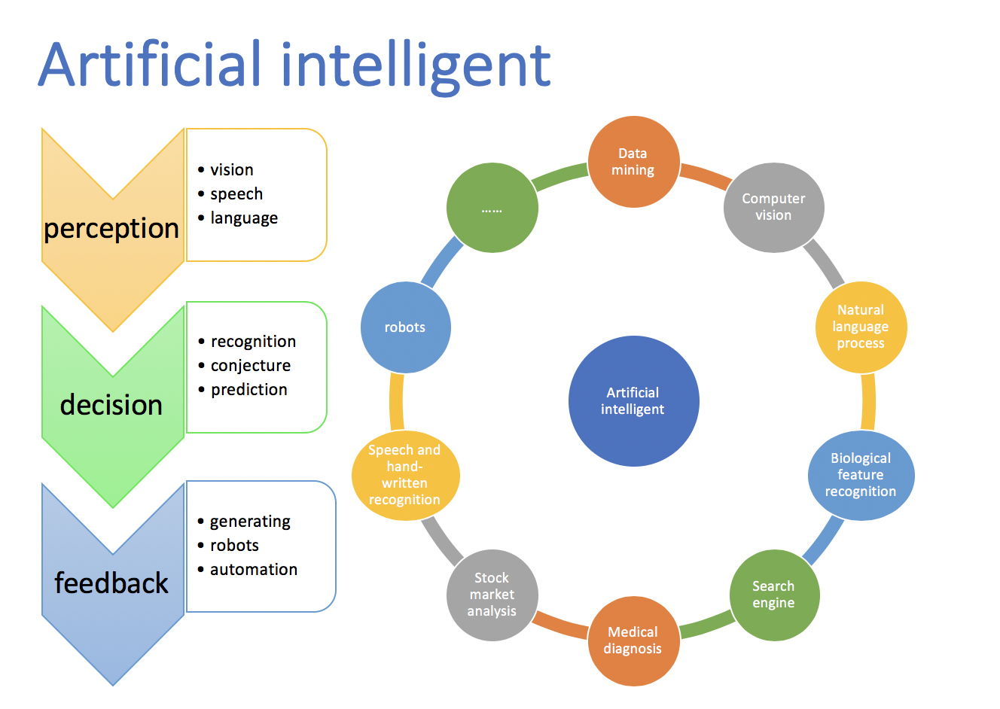 Artificial intelligent
perception
• vision
• speech
• language
decision
• recognition
• conjecture
• prediction
feedback
• generating
• robots
• automation
Data
mining
Computer
vision
Natural
language
process
Biological
feature
recognition
Search
engine
Medical
diagnosis
Stock
market
analysis
Speech and
hand-
written
recognition
robots
……
Artificial
intelligent